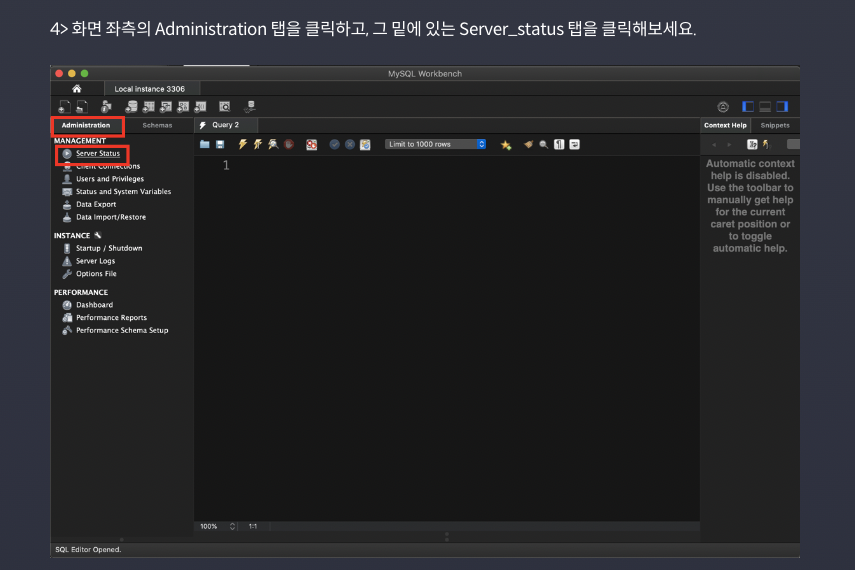 4> 화면 좌측의 Administration 탭을 클릭하고, 그 밑에 있는 Server_status 탭을 클릭해보세요.
MySQL Workbench
Local instance 3306
Administration
Schemas
Query 2
Context Help
Snippets
MANAGEMENT
Server Status
Client Connections
Users and Privileges
Status and System Variables
Data Export
Data Import/Restore
INSTANCE
Startup / Shutdown
Server Logs
Options File
PERFORMANCE
Dashboard
Performance Reports
Performance Schema Setup
Limit to 1000 rows
1
Automatic context
help is disabled.
Use the toolbar to
manually get help
for the current
caret position or
to toggle
automatic help.
100%
1:1
SQL Editor Opened.